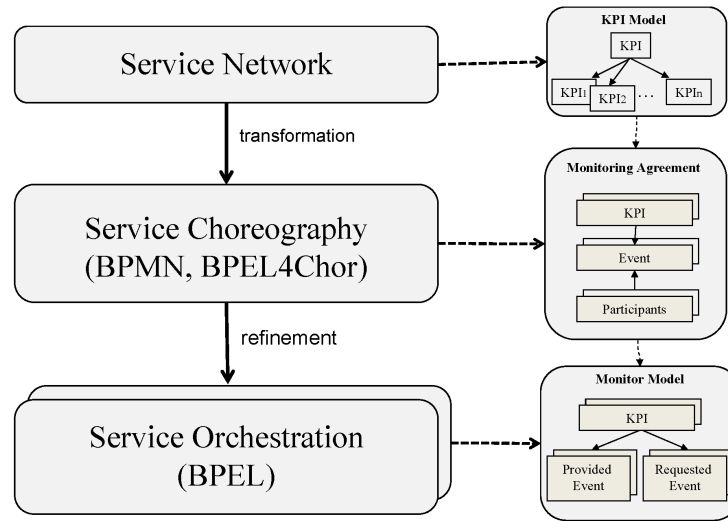 Service Network
transformation
Service Choreography
(BPMN, BPEL4Chor)
refinement
Service Orchestration
(BPEL)
KPI Model
KPI
KPI1
KPI2
...
KPIn
Monitoring Agreement
KPI
Event
Participants
Monitor Model
KPI
Provided
Event
Requested
Event